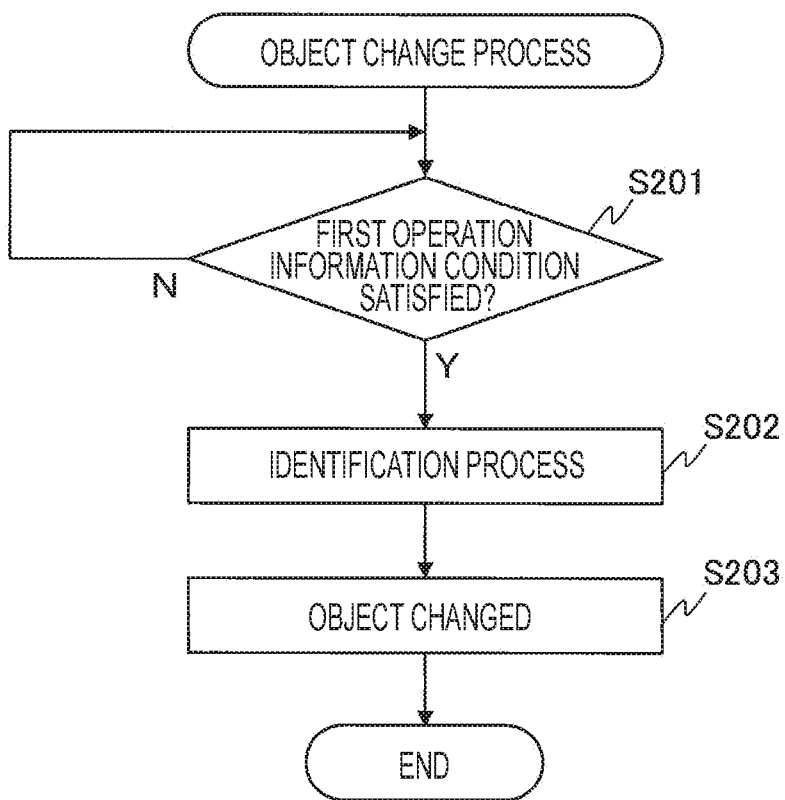 OBJECT CHANGE PROCESS
S201
FIRST OPERATION
INFORMATION CONDITION
SATISFIED?
N
Y
S202
IDENTIFICATION PROCESS
S203
OBJECT CHANGED
END